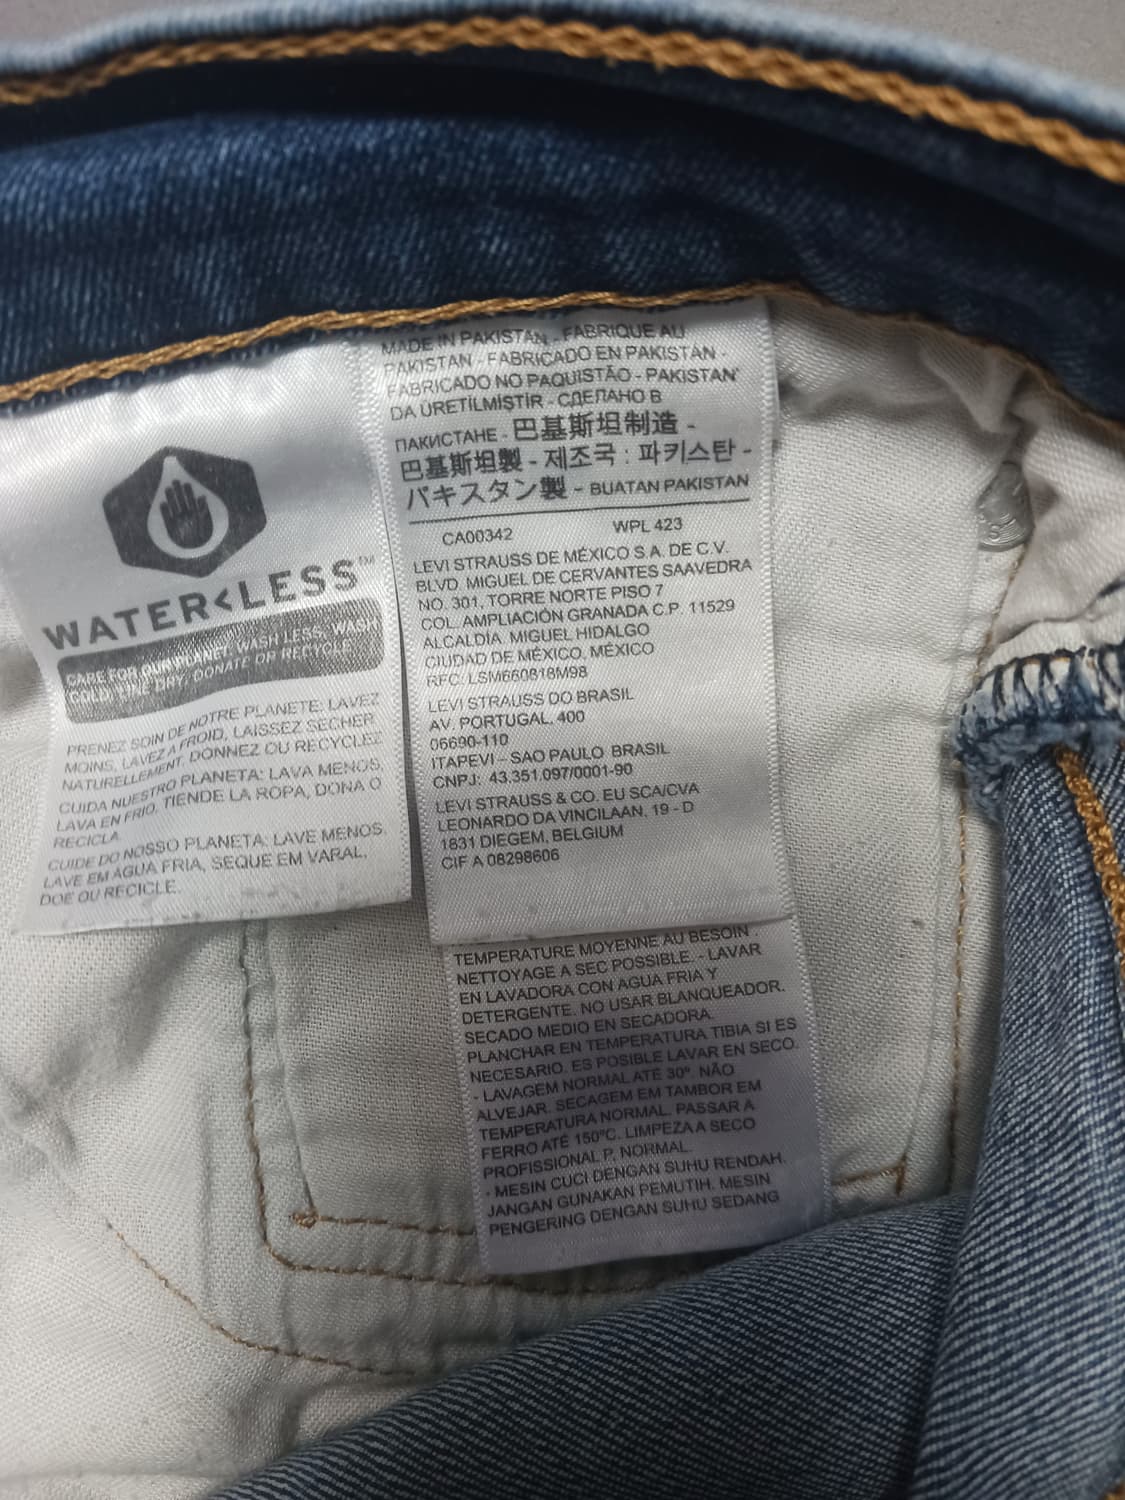 WATER<LESS™
CARE FOR OUR PLANET: WASH LESS, WASH
COLD, LINE DRY, DONATE OR RECYCLE.
PRENEZ SOIN DE NOTRE PLANETE: LAVEZ
MOINS, LAVEZ A FROID, LAISSEZ SECHER
NATURELLEMENT, DONNEZ OU RECYCLEZ
CUIDA NUESTRO PLANETA: LAVA MENOS,
LAVA EN FRIO, TIENDE LA ROPA, DONA O
RECICLA.
CUIDE DO NOSSO PLANETA: LAVE MENOS,
LAVE EM AGUA FRIA, SEQUE EM VARAL,
DOE OU RECICLE.
MADE IN PAKISTAN - FABRIQUE AU
PAKISTAN - FABRICADO EN PAKISTÁN -
FABRICADO NO PAQUISTÃO - PAKISTAN'
DA ÜRETİLMİŞTİR - СДЕЛАНО В
ПАКИСТАНЕ - 巴基斯坦制造 -
巴基斯坦製 - 제조국 : 파키스탄 -
パキスタン製 - BUATAN PAKISTAN
CA00342 WPL 423
LEVI STRAUSS DE MÉXICO S.A. DE C.V.
BLVD. MIGUEL DE CERVANTES SAAVEDRA
NO. 301, TORRE NORTE PISO 7
COL. AMPLIACIÓN GRANADA C.P. 11529
ALCALDÍA. MIGUEL HIDALGO
CIUDAD DE MÉXICO, MÉXICO
RFC: LSM660818M98
LEVI STRAUSS DO BRASIL
AV. PORTUGAL, 400
06690-110
ITAPEVI - SAO PAULO BRASIL
CNPJ: 43.351.097/0001-90
LEVI STRAUSS & CO. EU SCA/CVA
LEONARDO DA VINCILAAN, 19 - D
1831 DIEGEM, BELGIUM
CIF A 08298606
TEMPERATURE MOYENNE AU BESOIN
NETTOYAGE A SEC POSSIBLE. - LAVAR
EN LAVADORA CON AGUA FRIA Y
DETERGENTE. NO USAR BLANQUEADOR.
SECADO MEDIO EN SECADORA.
PLANCHAR EN TEMPERATURA TIBIA SI ES
NECESARIO. ES POSIBLE LAVAR EN SECO.
- LAVAGEM NORMAL ATÉ 30º. NÃO
ALVEJAR. SECAGEM EM TAMBOR EM
TEMPERATURA NORMAL. PASSAR A
FERRO ATÉ 150ºC. LIMPEZA A SECO
PROFISSIONAL P, NORMAL.
- MESIN CUCI DENGAN SUHU RENDAH.
JANGAN GUNAKAN PEMUTIH. MESIN
PENGERING DENGAN SUHU SEDANG